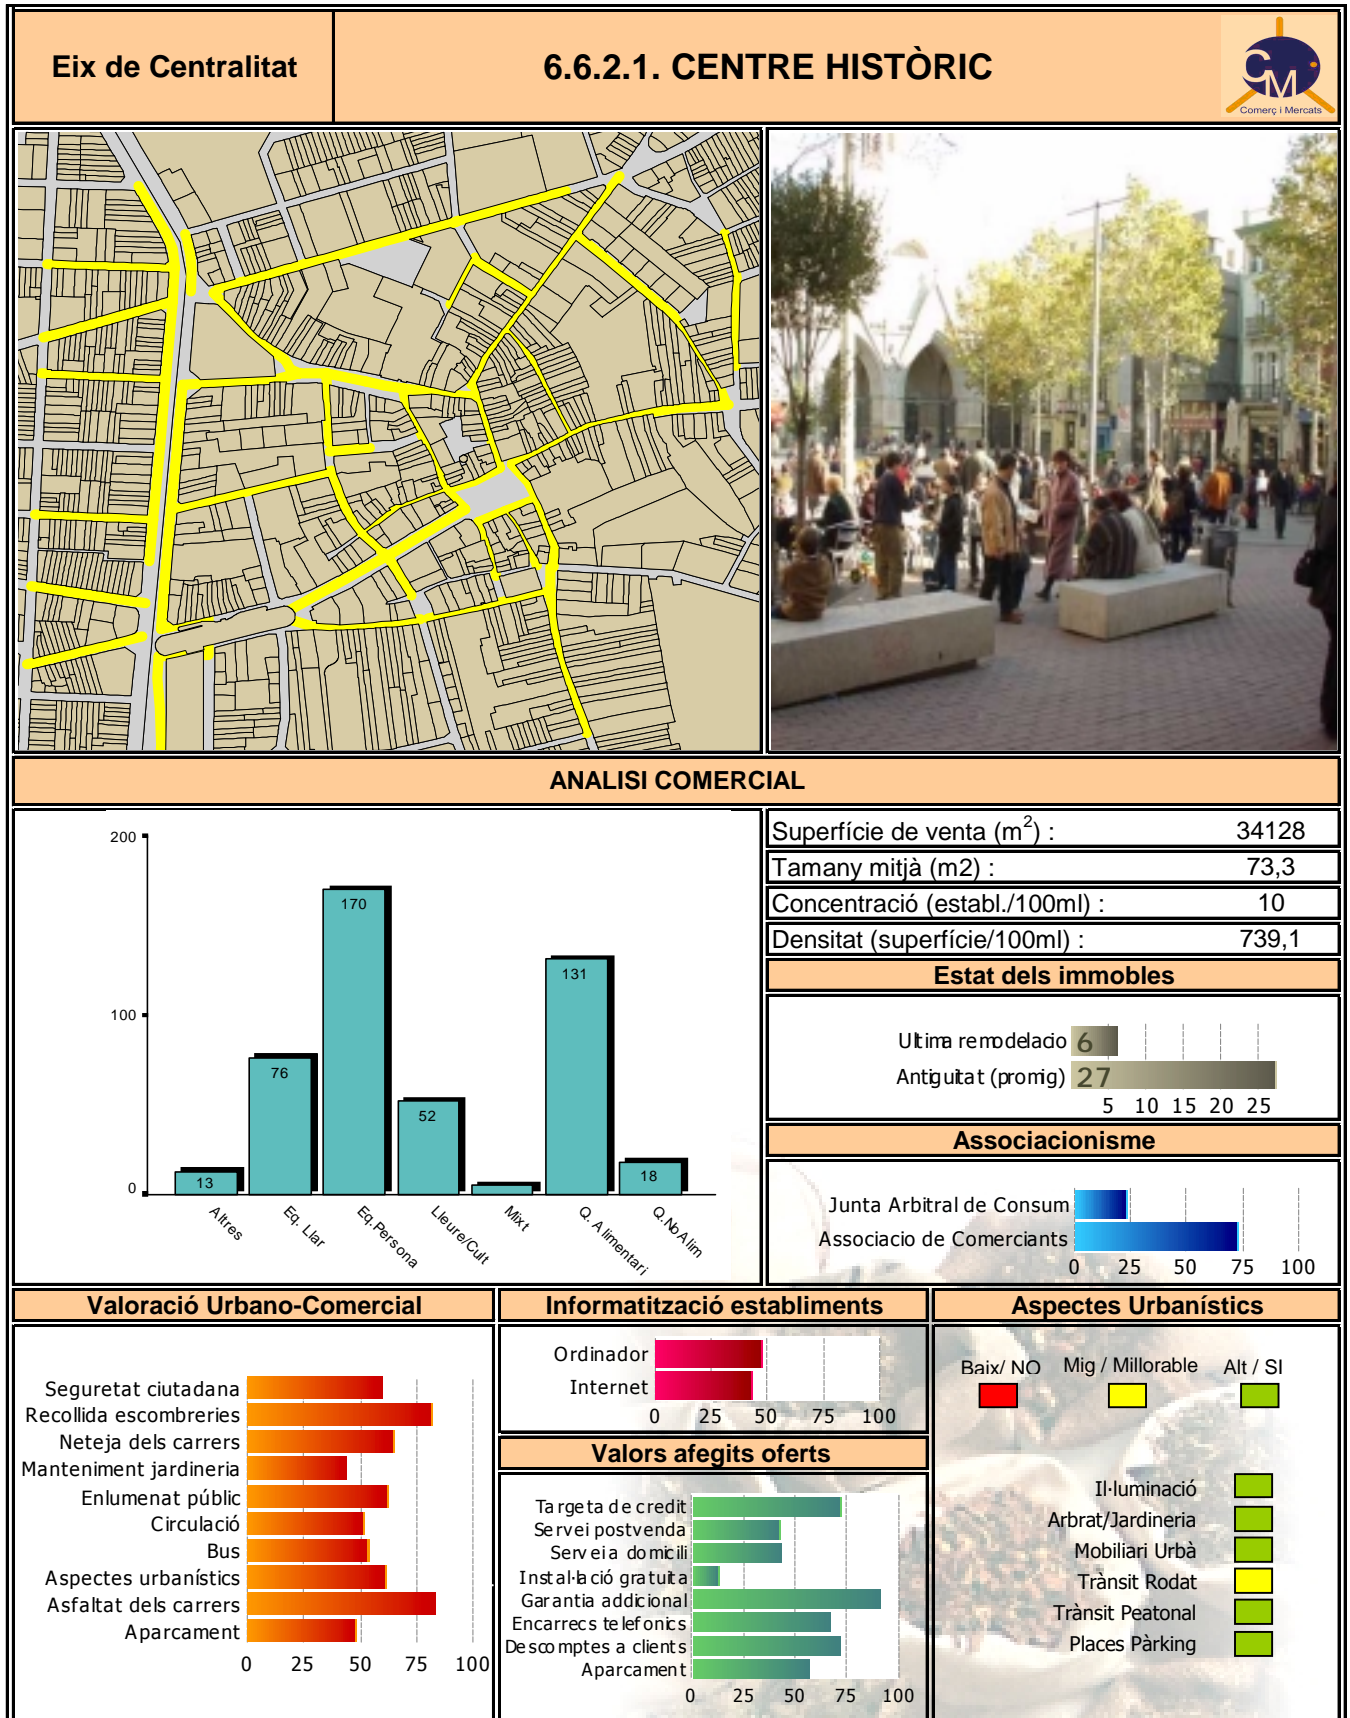 Eix de Centralitat
6.6.2.1. CENTRE HISTÒRIC
CM
Comerç i Mercats
ANALISI COMERCIAL
200
100
0
13
76
170
52
131
18
Altres
Eq. Llar
Eq.Persona
Lleure/Cult
Mixt
Q. Alimentari
Q.NoAlim
Superfície de venta (m2) : 34128
Tamany mitjà (m2) : 73,3
Concentració (establ./100ml) : 10
Densitat (superfície/100ml) : 739,1
Estat dels immobles
Ultima remodelacio 6
Antiguitat (promig) 27
5 10 15 20 25
Associacionisme
Junta Arbitral de Consum
Associacio de Comerciants
0 25 50 75 100
Valoració Urbano-Comercial
Seguretat ciutadana
Recollida escombreries
Neteja dels carrers
Manteniment jardineria
Enlumenat públic
Circulació
Bus
Aspectes urbanístics
Asfaltat dels carrers
Aparcament
0 25 50 75 100
Informatització establiments
Ordinador
Internet
0 25 50 75 100
Valors afegits oferts
Targeta de credit
Servei postvenda
Servei a domicili
Instal·lació gratuita
Garantia addicional
Encarrecs telefonics
Descomptes a clients
Aparcament
0 25 50 75 100
Aspectes Urbanístics
Baix/ NO Mig / Millorable Alt / SI
Il·luminació
Arbrat/Jardineria
Mobiliari Urbà
Trànsit Rodat
Trànsit Peatonal
Places Pàrking